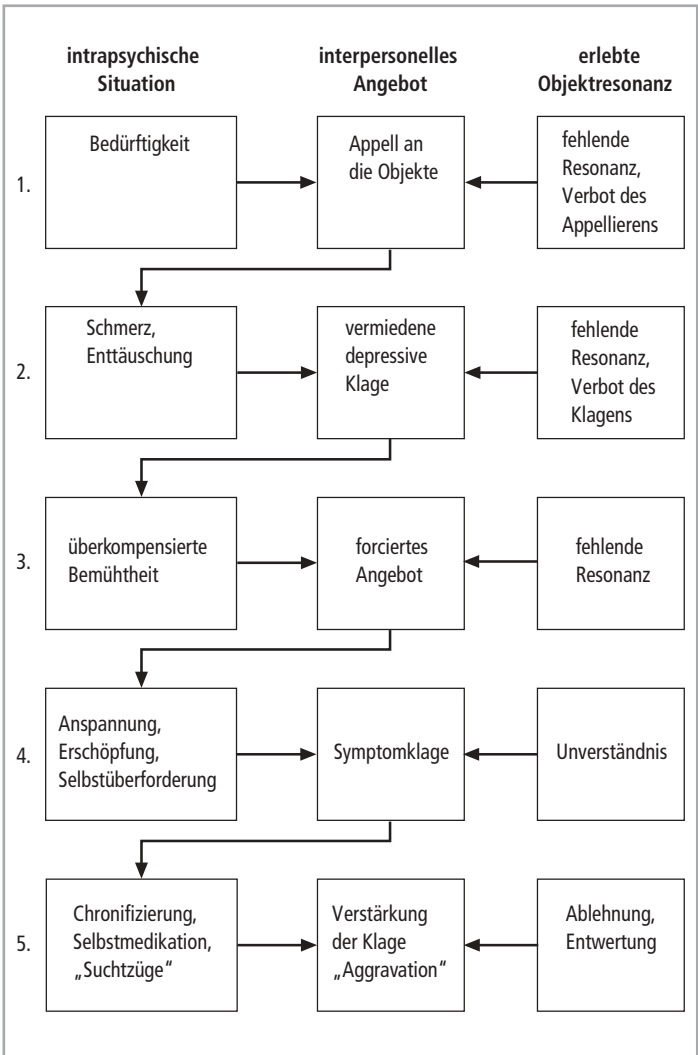 intrapsychische
Situation
interpersonelles
Angebot
erlebte
Objektresonanz
1.
Bedürftigkeit
Appell an
die Objekte
fehlende
Resonanz,
Verbot des
Appellierens
2.
Schmerz,
Enttäuschung
vermiedene
depressive
Klage
fehlende
Resonanz,
Verbot des
Klagens
3.
überkompensierte
Bemühtheit
forciertes
Angebot
fehlende
Resonanz
4.
Anspannung,
Erschöpfung,
Selbstüberforderung
Symptomklage
Unverständnis
5.
Chronifizierung,
Selbstmedikation,
„Suchtzüge“
Verstärkung
der Klage
„Aggravation“
Ablehnung,
Entwertung